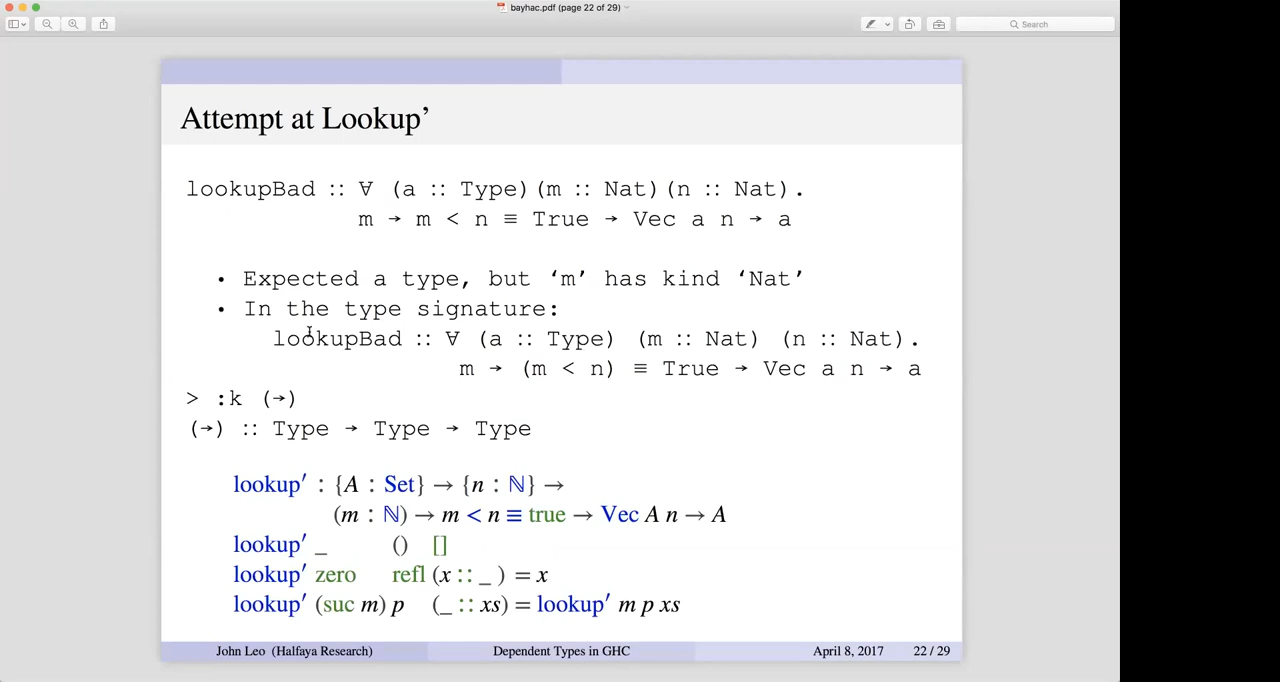 bayhac.pdf (page 22 of 29)
Search
Attempt at Lookup’
lookupBad :: ∀ (a :: Type)(m :: Nat)(n :: Nat).
m → m < n ≡ True → Vec a n → a
• Expected a type, but ‘m’ has kind ‘Nat’
• In the type signature:
lookupBad :: ∀ (a :: Type) (m :: Nat) (n :: Nat).
m → (m < n) ≡ True → Vec a n → a
> :k (→)
(→) :: Type → Type → Type
lookup′ : {A : Set} → {n : ℕ} →
(m : ℕ) → m < n ≡ true → Vec A n → A
lookup′ _ () []
lookup′ zero refl (x :: _ ) = x
lookup′ (suc m) p (_ :: xs) = lookup′ m p xs
John Leo (Halfaya Research) Dependent Types in GHC April 8, 2017 22 / 29